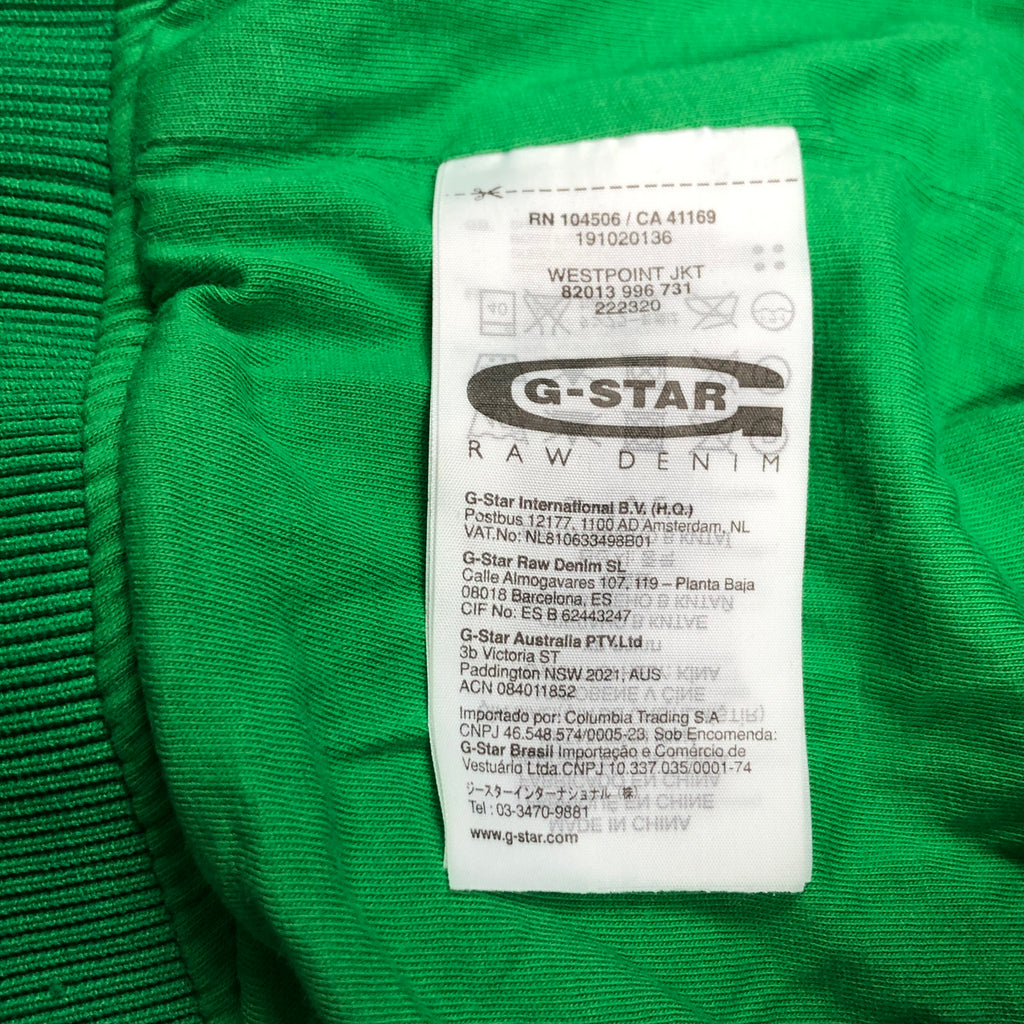 RN 104506 / CA 41169
191020136
WESTPOINT JKT
82013 996 731
222320
G-STAR
RAW DENIM
G-Star International B.V. (H.Q.)
Postbus 12177, 1100 AD Amsterdam, NL
VAT.No: NL810633498B01
G-Star Raw Denim SL
Calle Almogavares 107, 119 – Planta Baja
08018 Barcelona, ES
CIF No: ES B 62443247
G-Star Australia PTY.Ltd
3b Victoria ST
Paddington NSW 2021, AUS
ACN 084011852
Importado por: Columbia Trading S.A
CNPJ 46.548.574/0005-23, Sob Encomenda:
G-Star Brasil Importação e Comércio de
Vestuário Ltda.CNPJ 10.337.035/0001-74
ジースターインターナショナル (株)
Tel : 03-3470-9881
www.g-star.com
MADE IN CHINA